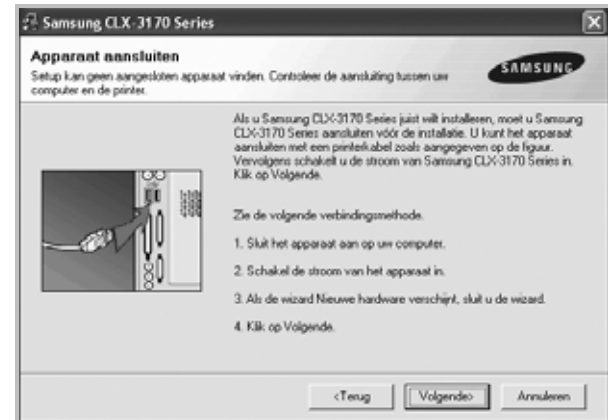 Samsung CLX-3170 Series
Apparaat aansluiten
Setup kan geen aangesloten apparaat vinden. Controleer de aansluiting tussen uw
computer en de printer.
SAMSUNG
Als u Samsung CLX-3170 Series juist wilt installeren, moet u Samsung
CLX-3170 Series aansluiten vóór de installatie. U kunt het apparaat
aansluiten met een printerkabel zoals aangegeven op de figuur.
Vervolgens schakelt u de stroom van Samsung CLX-3170 Series in.
Klik op Volgende.
Zie de volgende verbindingsmethode.
1. Sluit het apparaat aan op uw computer.
2. Schakel de stroom van het apparaat in.
3. Als de wizard Nieuwe hardware verschijnt, sluit u de wizard.
4. Klik op Volgende.
<Terug
Volgende>
Annuleren